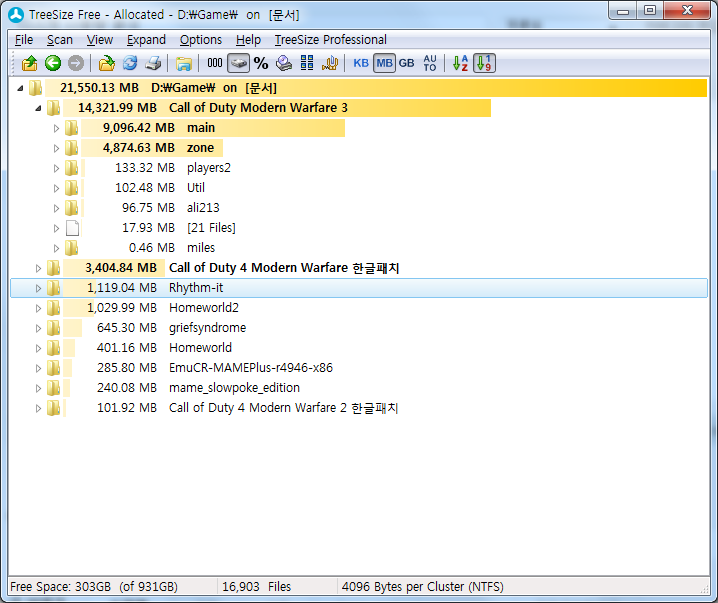 TreeSize Free - Allocated - D:₩Game₩ on [문서]
File Scan View Expand Options Help TreeSize Professional
000 % KB MB GB AU TO A Z 1 9
21,550.13 MB D:₩Game₩ on [문서]
14,321.99 MB Call of Duty Modern Warfare 3
9,096.42 MB main
4,874.63 MB zone
133.32 MB players2
102.48 MB Util
96.75 MB ali213
17.93 MB [21 Files]
0.46 MB miles
3,404.84 MB Call of Duty 4 Modern Warfare 한글패치
1,119.04 MB Rhythm-it
1,029.99 MB Homeworld2
645.30 MB griefsyndrome
401.16 MB Homeworld
285.80 MB EmuCR-MAMEPlus-r4946-x86
240.08 MB mame_slowpoke_edition
101.92 MB Call of Duty 4 Modern Warfare 2 한글패치
Free Space: 303GB (of 931GB) 16,903 Files 4096 Bytes per Cluster (NTFS)